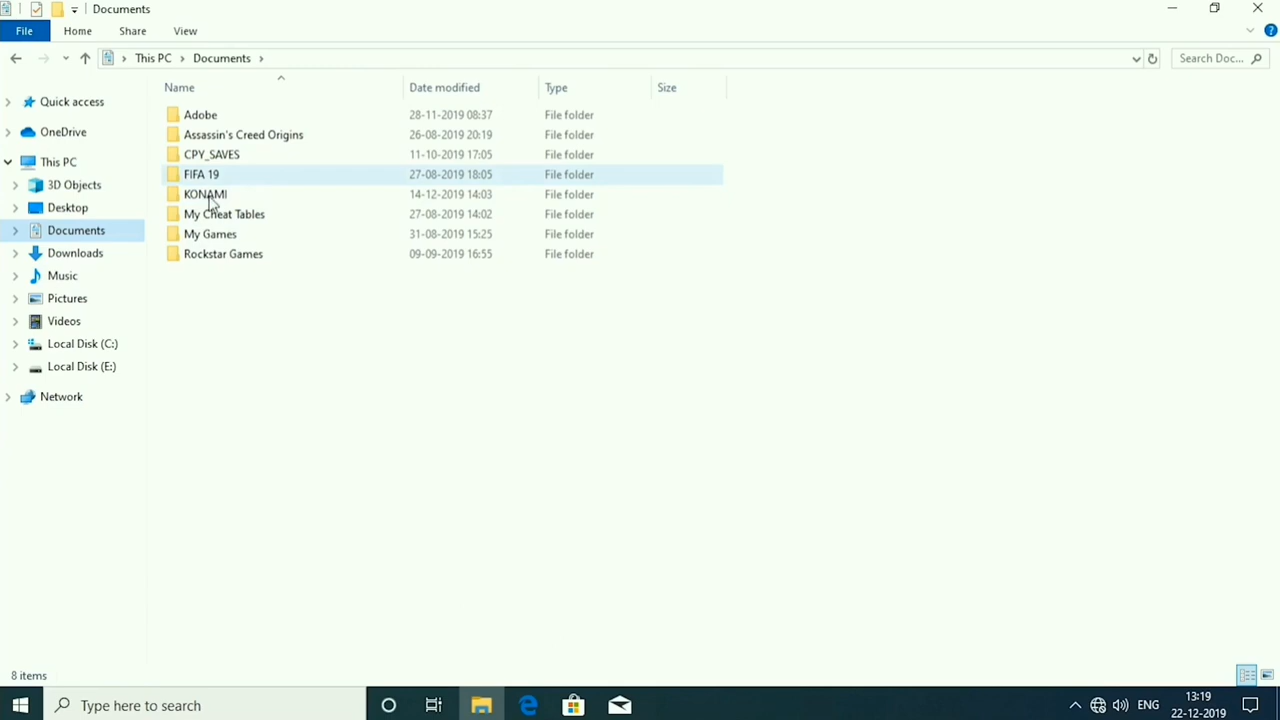 Documents
File Home Share View
This PC Documents
Search Doc...
Name Date modified Type Size
Quick access
OneDrive
This PC
3D Objects
Desktop
Documents
Downloads
Music
Pictures
Videos
Local Disk (C:)
Local Disk (E:)
Network
Adobe 28-11-2019 08:37 File folder
Assassin's Creed Origins 26-08-2019 20:19 File folder
CPY_SAVES 11-10-2019 17:05 File folder
FIFA 19 27-08-2019 18:05 File folder
KONAMI 14-12-2019 14:03 File folder
My Cheat Tables 27-08-2019 14:02 File folder
My Games 31-08-2019 15:25 File folder
Rockstar Games 09-09-2019 16:55 File folder
8 items
Type here to search
ENG
13:19
22-12-2019